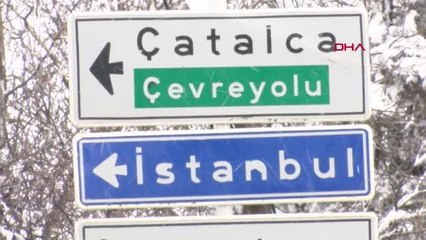 Çatalca
DHA
Çevreyolu
İstanbul